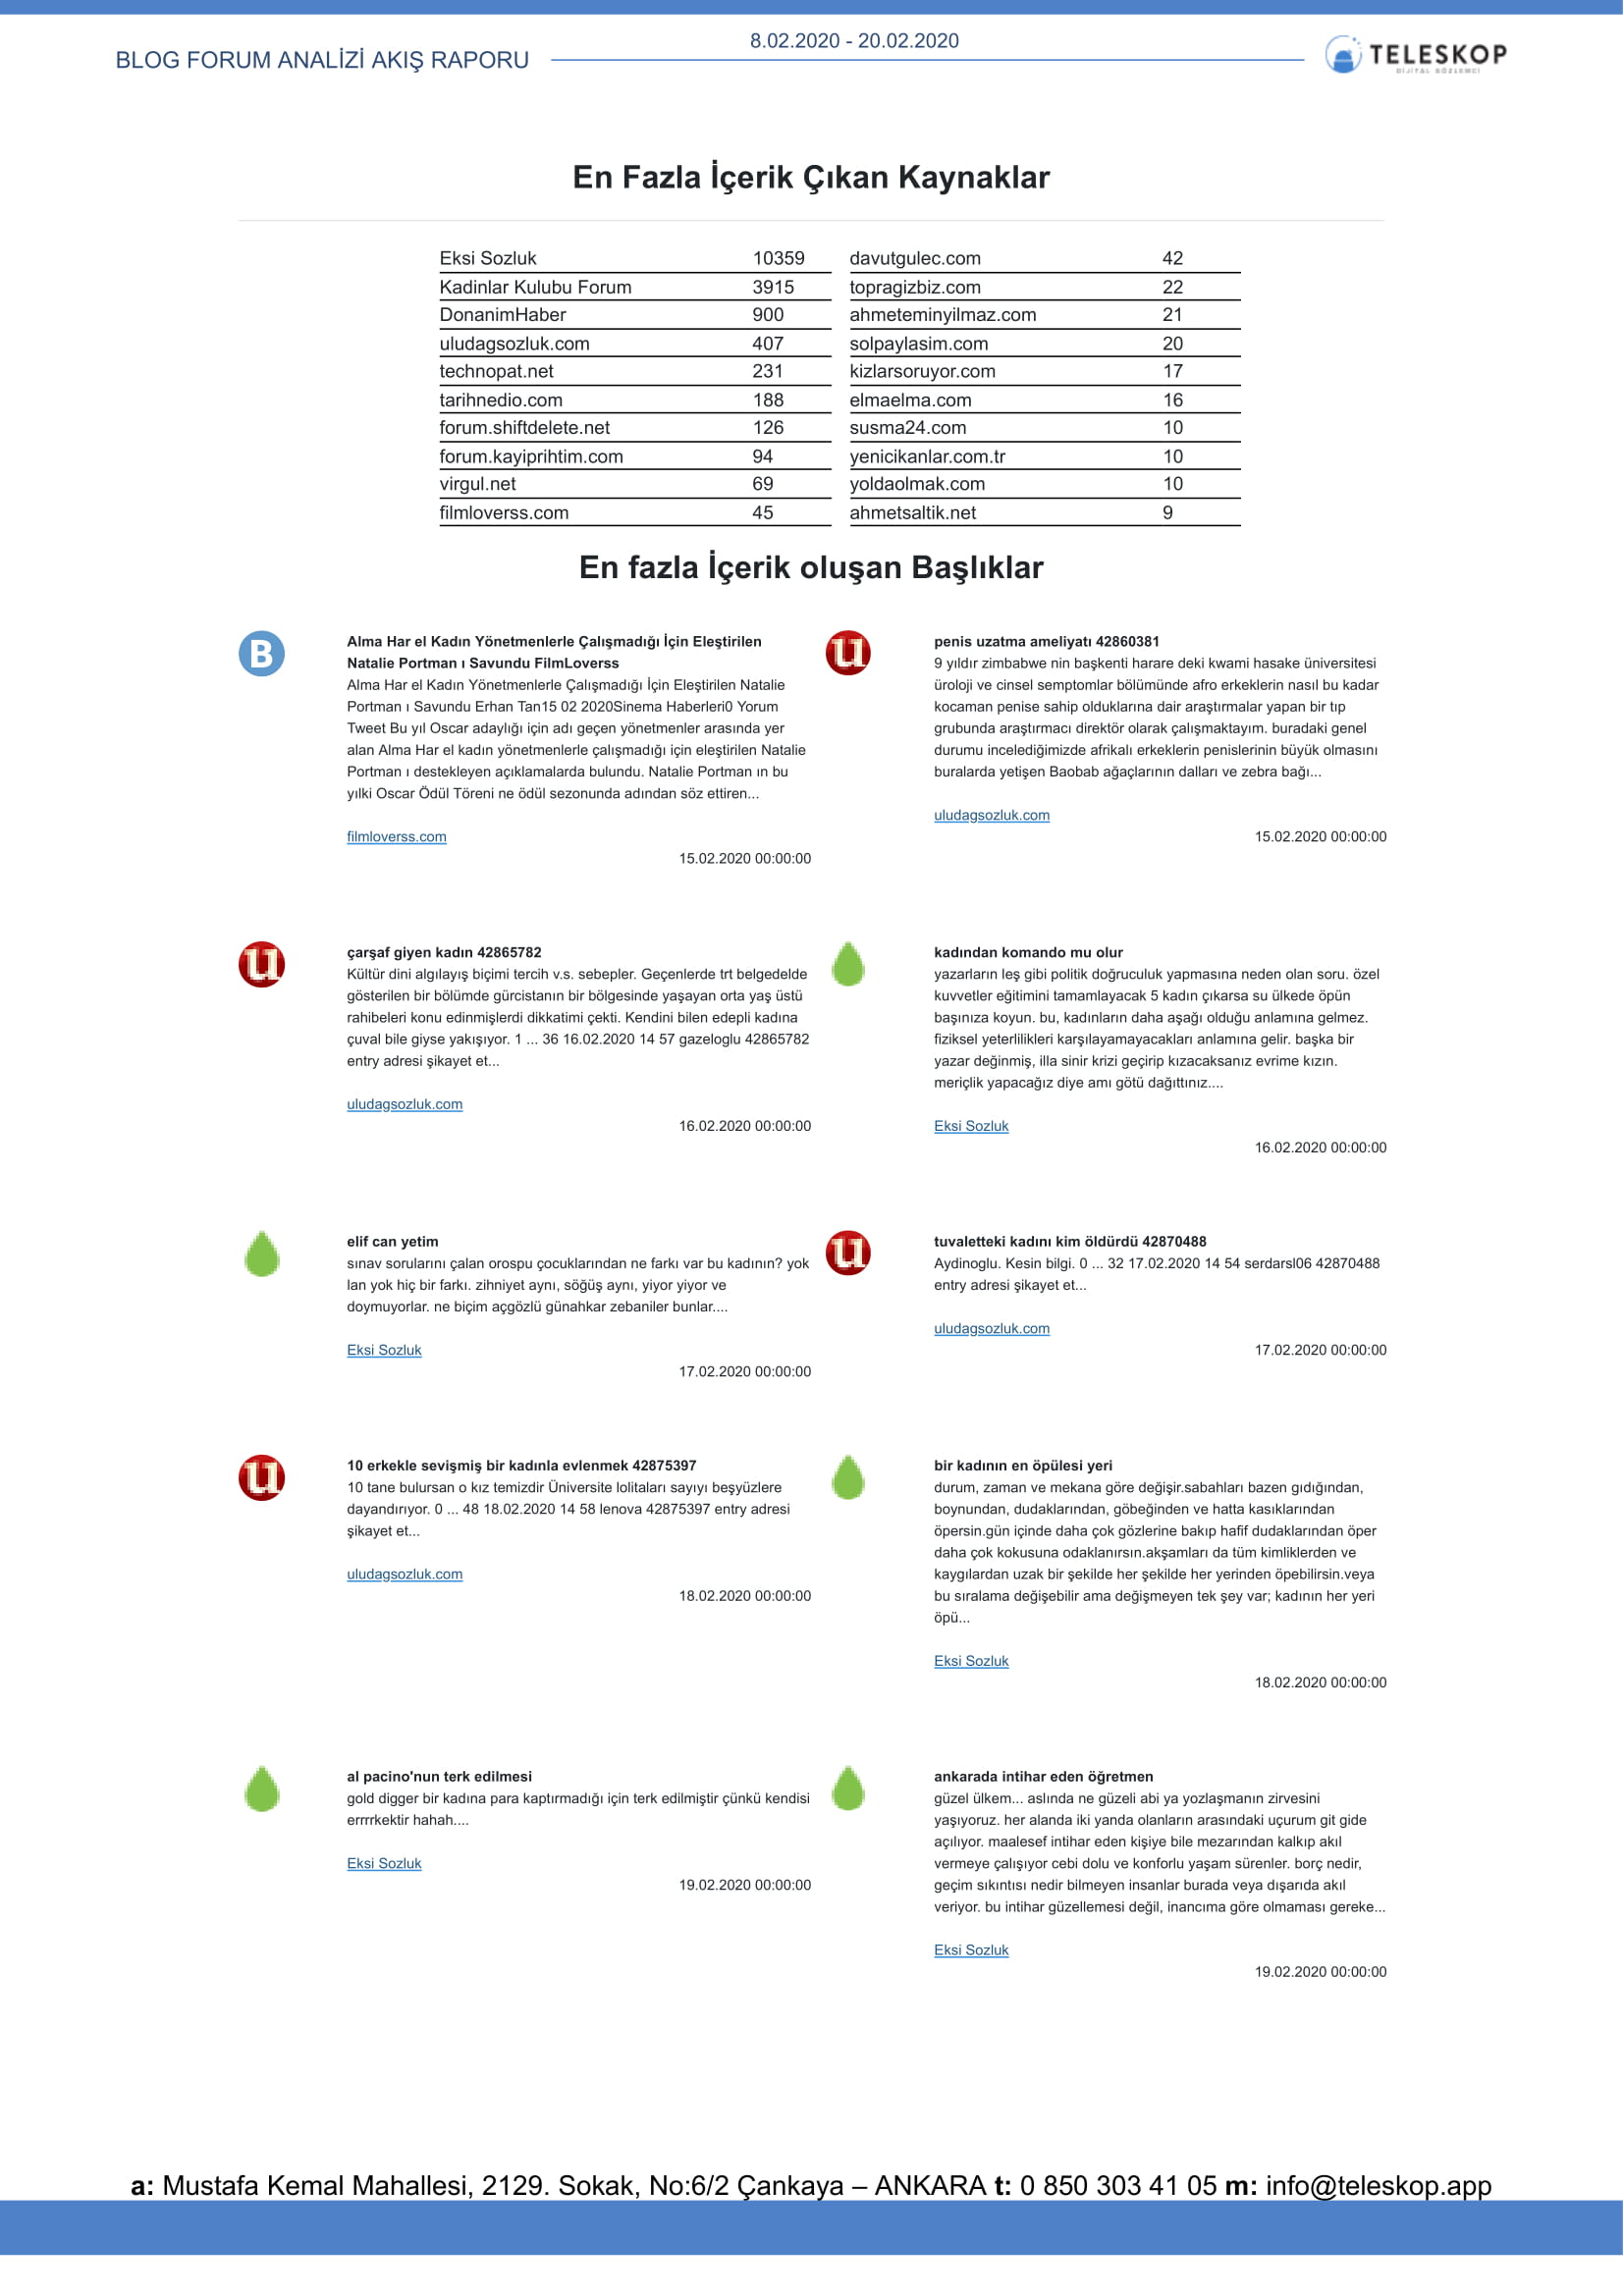 BLOG FORUM ANALİZİ AKIŞ RAPORU
8.02.2020 - 20.02.2020
TELESKOP
DİJİTAL GÖZLEMCİ
En Fazla İçerik Çıkan Kaynaklar
Eksi Sozluk 10359
Kadinlar Kulubu Forum 3915
DonanimHaber 900
uludagsozluk.com 407
technopat.net 231
tarihnedio.com 188
forum.shiftdelete.net 126
forum.kayiprihtim.com 94
virgul.net 69
filmloverss.com 45
davutgulec.com 42
topragizbiz.com 22
ahmeteminyilmaz.com 21
solpaylasim.com 20
kizlarsoruyor.com 17
elmaelma.com 16
susma24.com 10
yenicikanlar.com.tr 10
yoldaolmak.com 10
ahmetsaltik.net 9
En fazla İçerik oluşan Başlıklar
B
Alma Har el Kadın Yönetmenlerle Çalışmadığı İçin Eleştirilen
Natalie Portman ı Savundu FilmLoverss
Alma Har el Kadın Yönetmenlerle Çalışmadığı İçin Eleştirilen Natalie
Portman ı Savundu Erhan Tan15 02 2020Sinema Haberleri0 Yorum
Tweet Bu yıl Oscar adaylığı için adı geçen yönetmenler arasında yer
alan Alma Har el kadın yönetmenlerle çalışmadığı için eleştirilen Natalie
Portman ı destekleyen açıklamalarda bulundu. Natalie Portman ın bu
yılki Oscar Ödül Töreni ne ödül sezonunda adından söz ettiren...
filmloverss.com
15.02.2020 00:00:00
u
penis uzatma ameliyatı 42860381
9 yıldır zimbabwe nin başkenti harare deki kwami hasake üniversitesi
üroloji ve cinsel semptomlar bölümünde afro erkeklerin nasıl bu kadar
kocaman penise sahip olduklarına dair araştırmalar yapan bir tıp
grubunda araştırmacı direktör olarak çalışmaktayım. buradaki genel
durumu incelediğimizde afrikalı erkeklerin penislerinin büyük olmasını
buralarda yetişen Baobab ağaçlarının dalları ve zebra bağı...
uludagsozluk.com
15.02.2020 00:00:00
u
çarşaf giyen kadın 42865782
Kültür dini algılayış biçimi tercih v.s. sebepler. Geçenlerde trt belgedelde
gösterilen bir bölümde gürcistanın bir bölgesinde yaşayan orta yaş üstü
rahibeleri konu edinmişlerdi dikkatimi çekti. Kendini bilen edepli kadına
çuval bile giyse yakışıyor. 1 ... 36 16.02.2020 14 57 gazeloglu 42865782
entry adresi şikayet et...
uludagsozluk.com
16.02.2020 00:00:00
kadından komando mu olur
yazarların leş gibi politik doğruculuk yapmasına neden olan soru. özel
kuvvetler eğitimini tamamlayacak 5 kadın çıkarsa su ülkede öpün
başınıza koyun. bu, kadınların daha aşağı olduğu anlamına gelmez.
fiziksel yeterlilikleri karşılayamayacakları anlamına gelir. başka bir
yazar değinmiş, illa sinir krizi geçirip kızacaksanız evrime kızın.
meriçlik yapacağız diye amı götü dağıttınız....
Eksi Sozluk
16.02.2020 00:00:00
elif can yetim
sınav sorularını çalan orospu çocuklarından ne farkı var bu kadının? yok
lan yok hiç bir farkı. zihniyet aynı, söğüş aynı, yiyor yiyor ve
doymuyorlar. ne biçim açgözlü günahkar zebaniler bunlar....
Eksi Sozluk
17.02.2020 00:00:00
u
tuvaletteki kadını kim öldürdü 42870488
Aydinoglu. Kesin bilgi. 0 ... 32 17.02.2020 14 54 serdarsl06 42870488
entry adresi şikayet et...
uludagsozluk.com
17.02.2020 00:00:00
u
10 erkekle sevişmiş bir kadınla evlenmek 42875397
10 tane bulursan o kız temizdir Üniversite lolitaları sayıyı beşyüzlere
dayandırıyor. 0 ... 48 18.02.2020 14 58 lenova 42875397 entry adresi
şikayet et...
uludagsozluk.com
18.02.2020 00:00:00
bir kadının en öpülesi yeri
durum, zaman ve mekana göre değişir.sabahları bazen gıdığından,
boynundan, dudaklarından, göbeğinden ve hatta kasıklarından
öpersin.gün içinde daha çok gözlerine bakıp hafif dudaklarından öper
daha çok kokusuna odaklanırsın.akşamları da tüm kimliklerden ve
kaygılardan uzak bir şekilde her şekilde her yerinden öpebilirsin.veya
bu sıralama değişebilir ama değişmeyen tek şey var; kadının her yeri
öpü...
Eksi Sozluk
18.02.2020 00:00:00
al pacino'nun terk edilmesi
gold digger bir kadına para kaptırmadığı için terk edilmiştir çünkü kendisi
errrrkektir hahah....
Eksi Sozluk
19.02.2020 00:00:00
ankarada intihar eden öğretmen
güzel ülkem... aslında ne güzeli abi ya yozlaşmanın zirvesini
yaşıyoruz. her alanda iki yanda olanların arasındaki uçurum git gide
açılıyor. maalesef intihar eden kişiye bile mezarından kalkıp akıl
vermeye çalışıyor cebi dolu ve konforlu yaşam sürenler. borç nedir,
geçim sıkıntısı nedir bilmeyen insanlar burada veya dışarıda akıl
veriyor. bu intihar güzellemesi değil, inancıma göre olmaması gereke...
Eksi Sozluk
19.02.2020 00:00:00
a: Mustafa Kemal Mahallesi, 2129. Sokak, No:6/2 Çankaya – ANKARA t: 0 850 303 41 05 m: info@teleskop.app